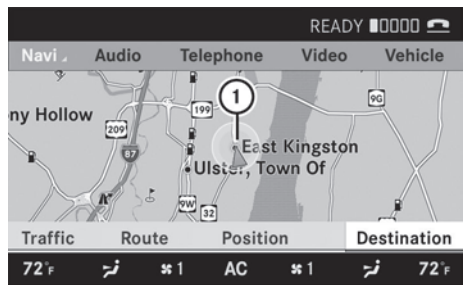 READY
Navi Audio Telephone Video Vehicle
1
199
9G
ny Hollow
209
87
East Kingston
Ulster, Town Of
9W
32
Traffic Route Position Destination
72°F 1 AC 1 72°F